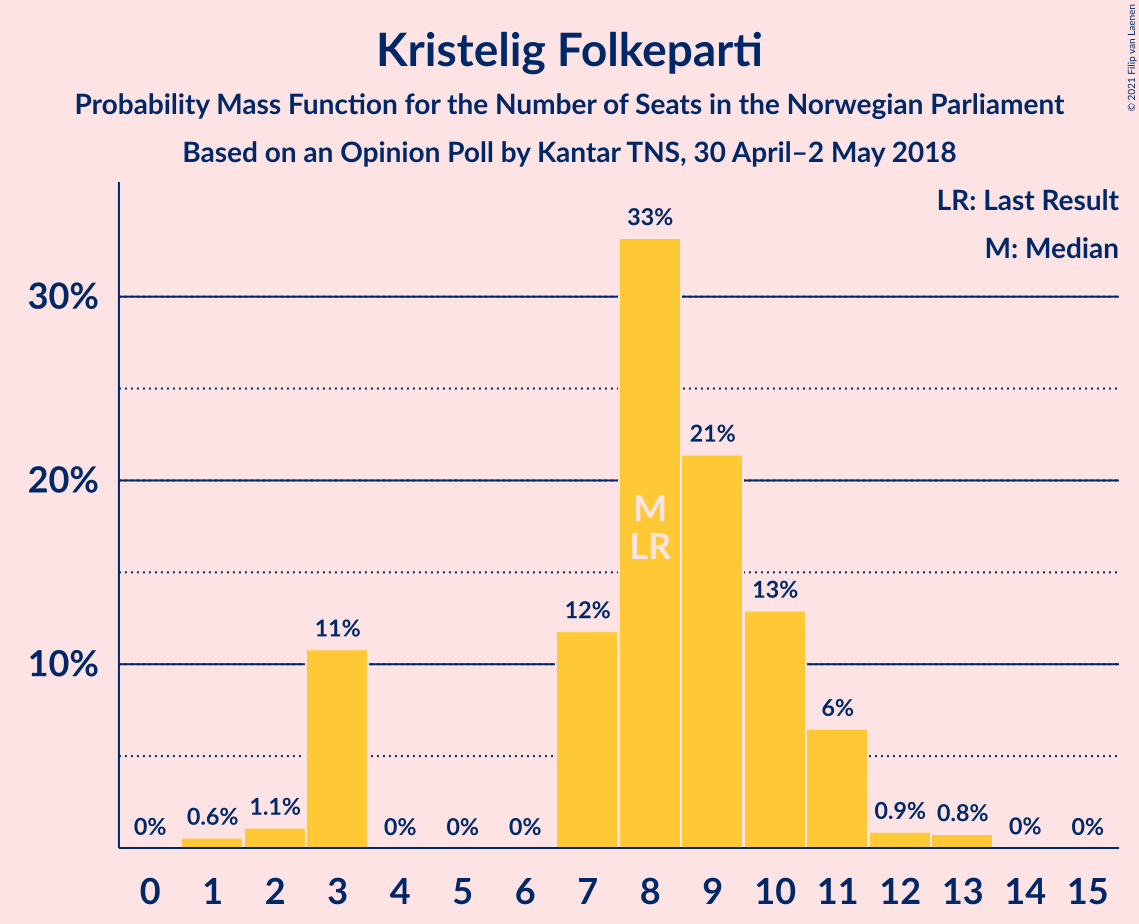 Kristelig Folkeparti
Probability Mass Function for the Number of Seats in the Norwegian Parliament
Based on an Opinion Poll by Kantar TNS, 30 April–2 May 2018
© 2021 Filip van Laenen
LR: Last Result
M: Median
30%
20%
10%
0%
0.6%
1.1%
11%
0%
0%
0%
12%
33%
M
LR
21%
13%
6%
0.9%
0.8%
0%
0%
0 1 2 3 4 5 6 7 8 9 10 11 12 13 14 15